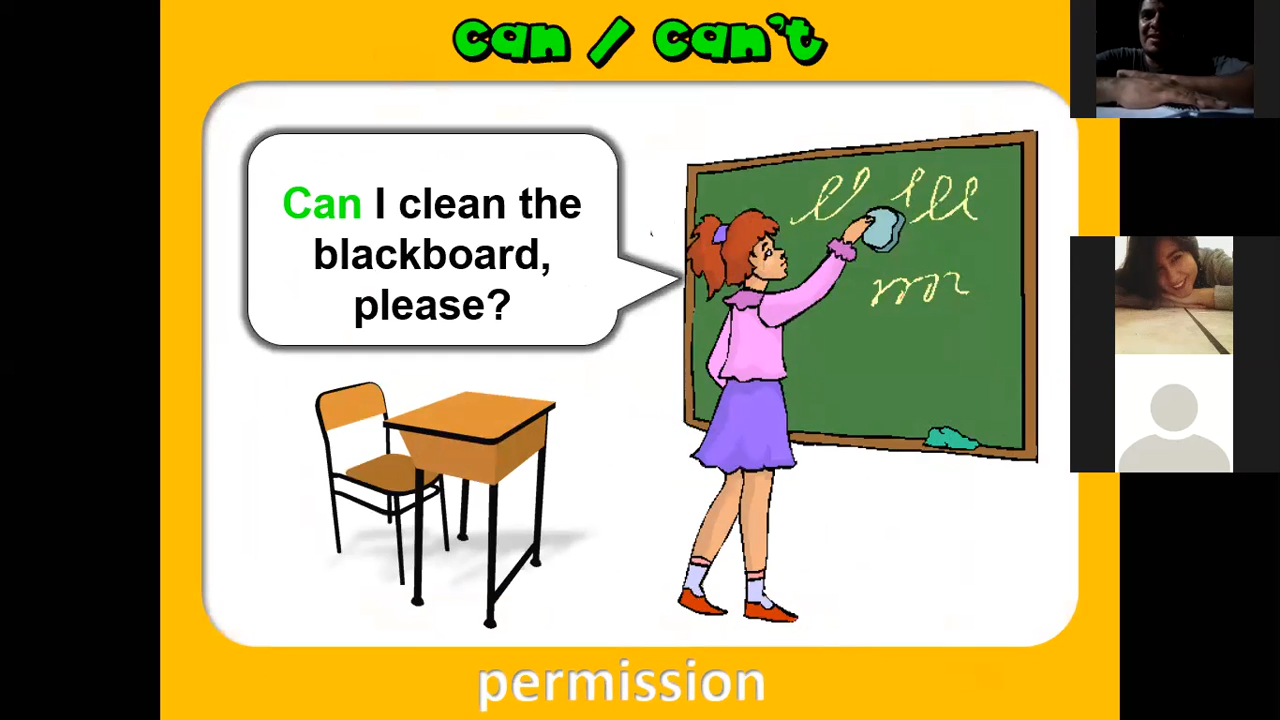 can / can't
Can I clean the
blackboard,
please?
permission